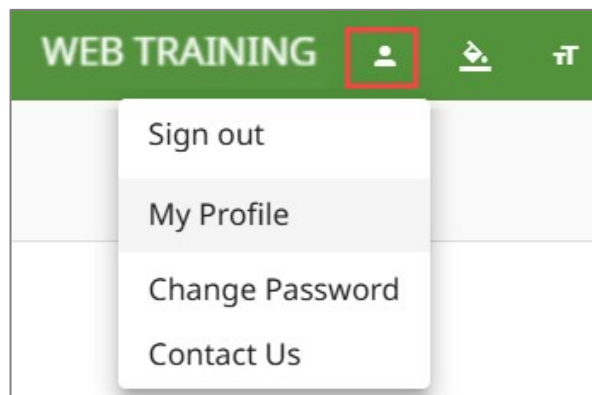 WEB TRAINING
Sign out
My Profile
Change Password
Contact Us